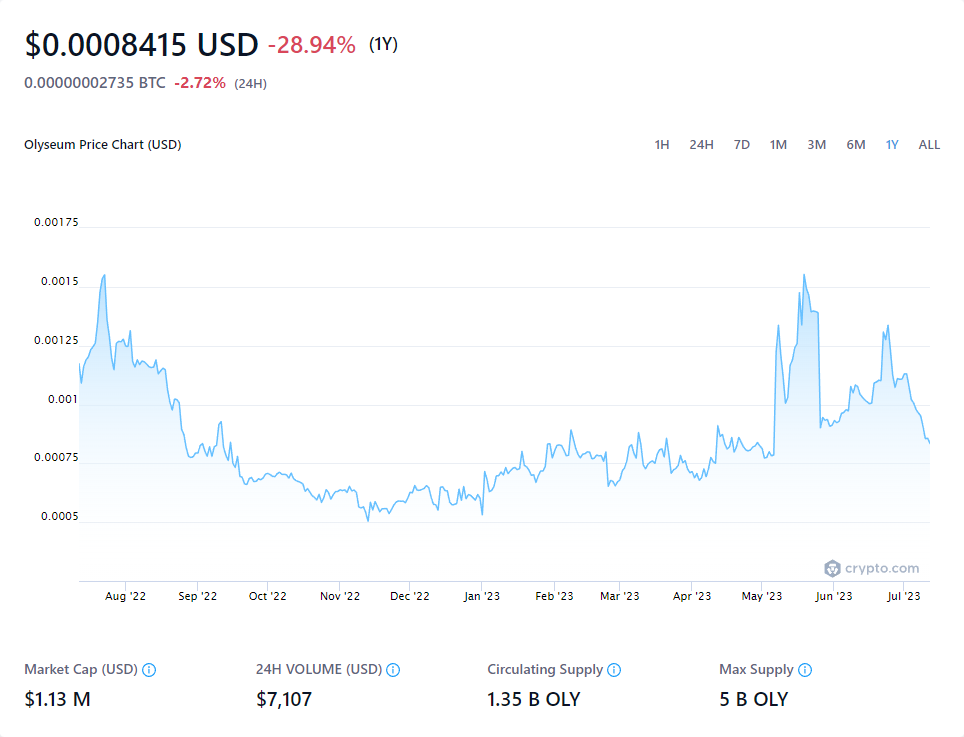 $0.0008415 USD -28.94% (1Y)
0.00000002735 BTC -2.72% (24H)
Olyseum Price Chart (USD) 1H 24H 7D 1M 3M 6M 1Y ALL
0.00175
0.0015
0.00125
0.001
0.00075
0.0005
crypto.com
Aug '22 Sep '22 Oct '22 Nov '22 Dec '22 Jan '23 Feb '23 Mar '23 Apr '23 May '23 Jun '23 Jul '23
Market Cap (USD) 24H VOLUME (USD) Circulating Supply Max Supply
$1.13 M $7,107 1.35 B OLY 5 B OLY